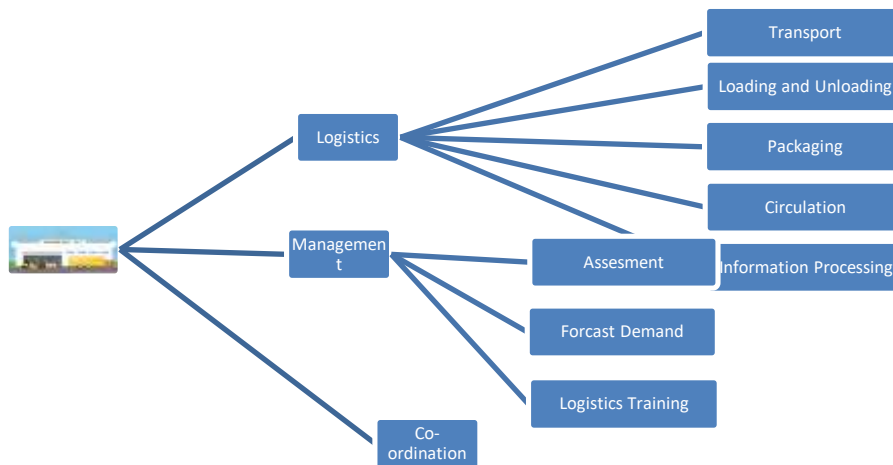 Transport
Loading and Unloading
Packaging
Circulation
Information Processing
Logistics
Managemen
t
Assesment
Forcast Demand
Logistics Training
Co-
ordination